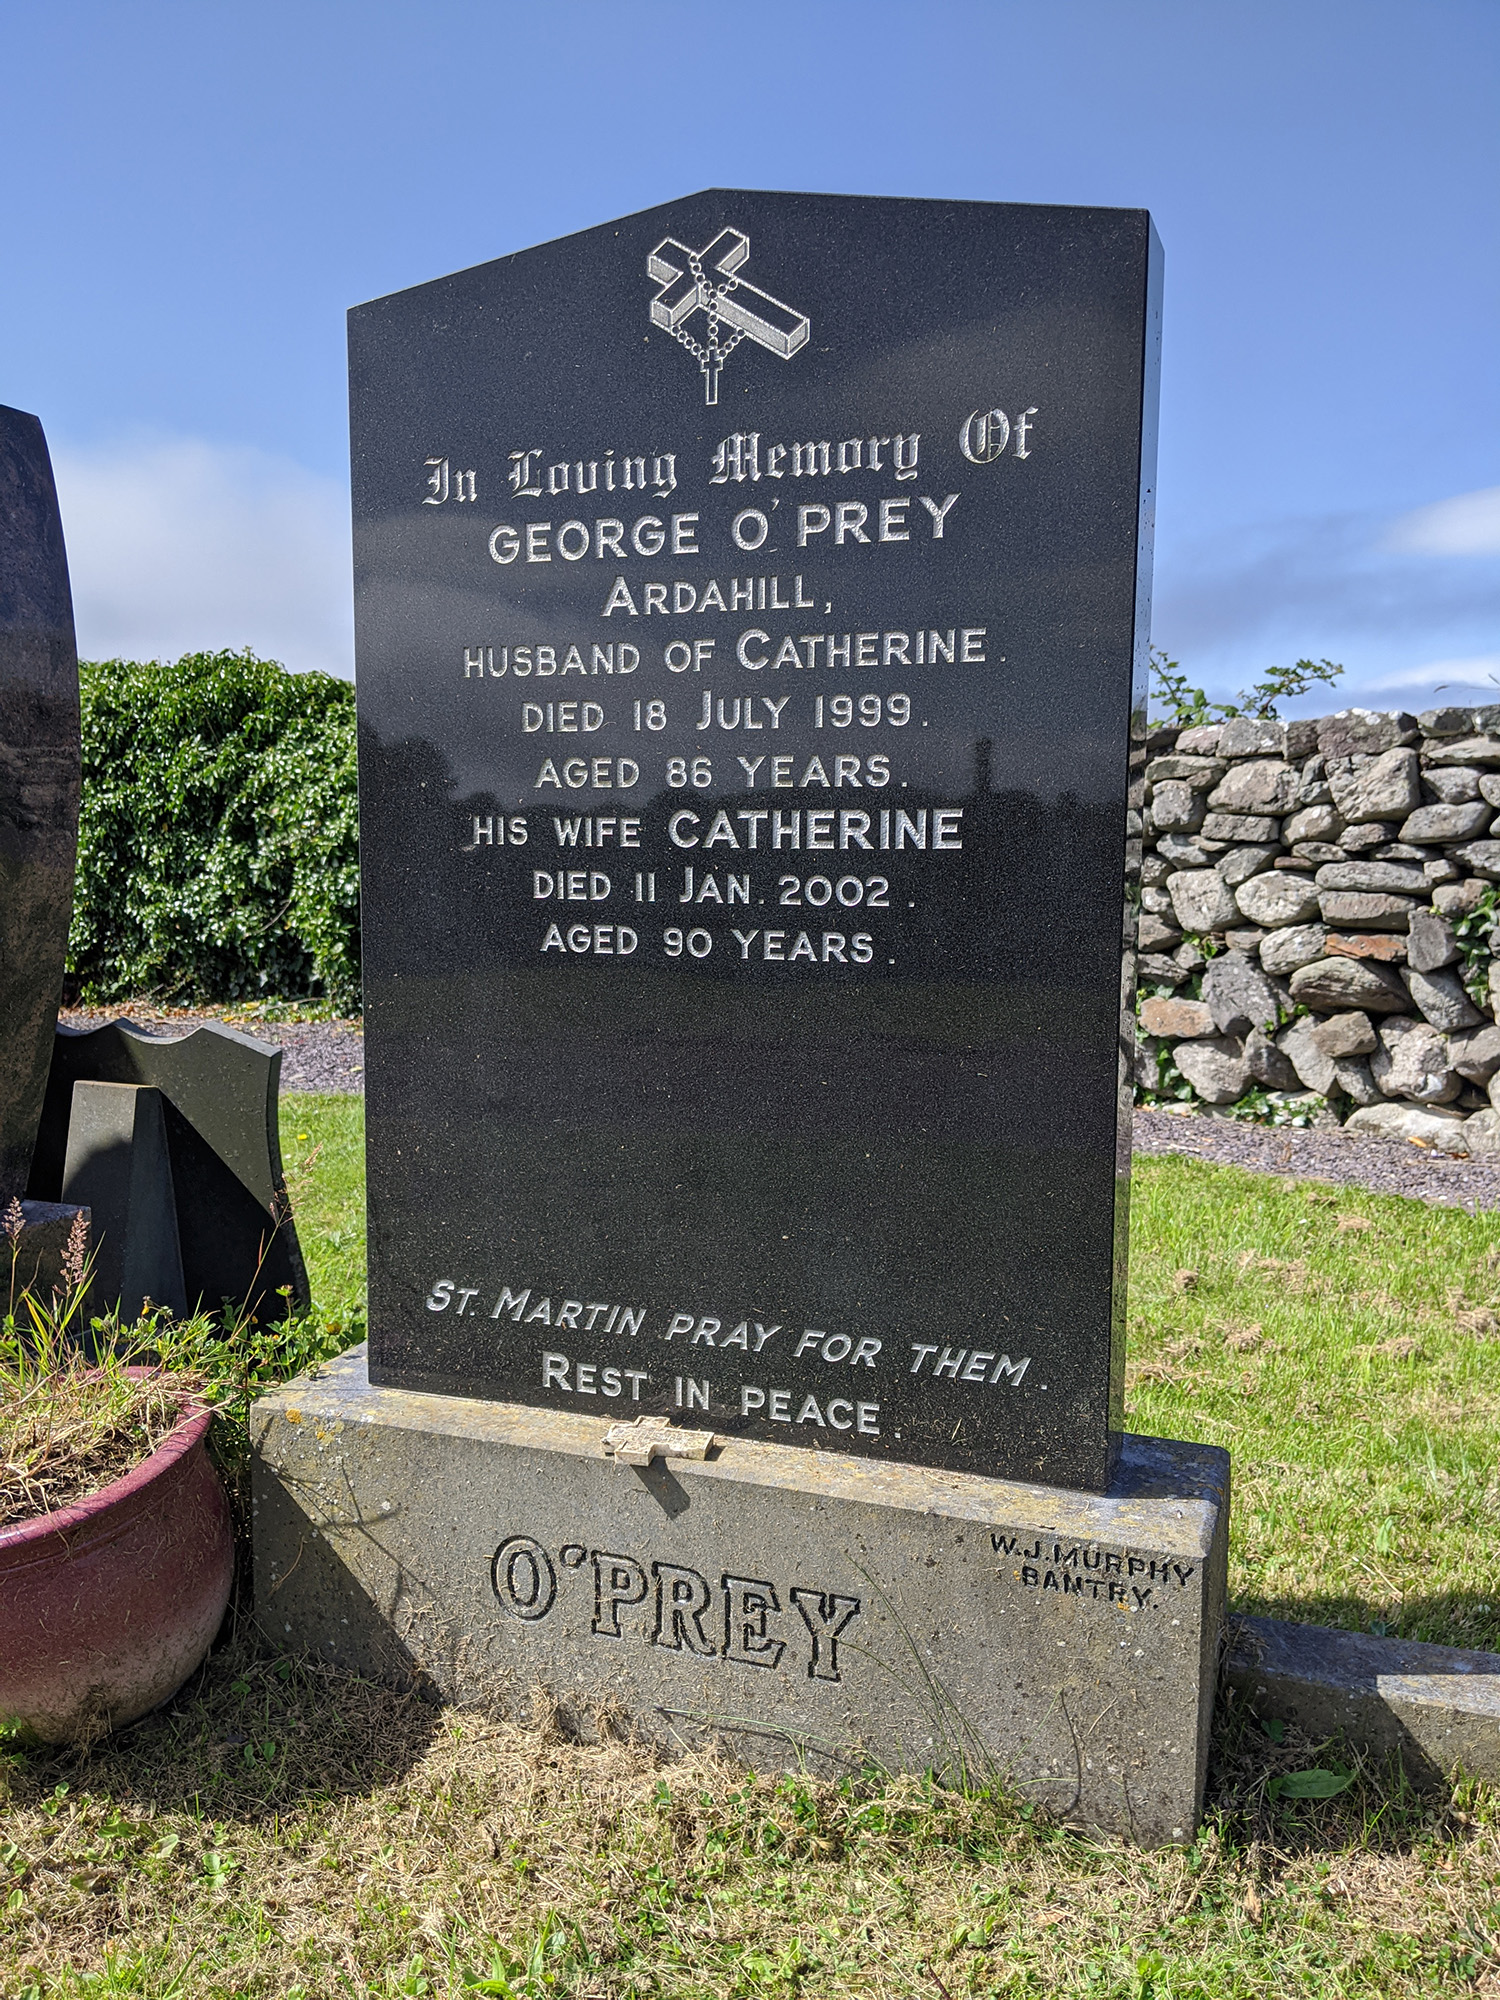 In Loving Memory Of
GEORGE O'PREY
ARDAHILL,
HUSBAND OF CATHERINE.
DIED 18 JULY 1999.
AGED 86 YEARS.
HIS WIFE CATHERINE
DIED 11 JAN. 2002.
AGED 90 YEARS.
ST. MARTIN PRAY FOR THEM.
REST IN PEACE.
O'PREY
W.J.MURPHY
BANTRY.